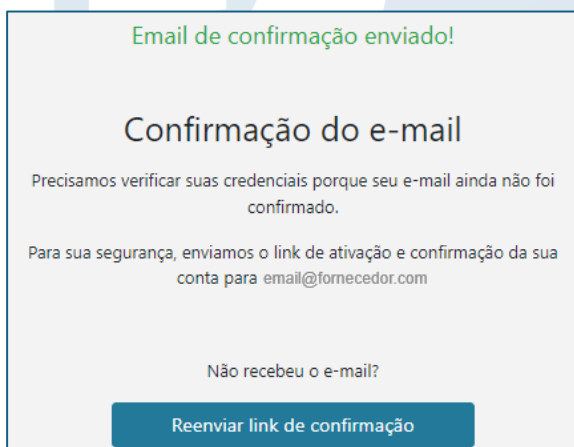 Email de confirmação enviado!
Confirmação do e-mail
Precisamos verificar suas credenciais porque seu e-mail ainda não foi
confirmado.
Para sua segurança, enviamos o link de ativação e confirmação da sua
conta para email@fornecedor.com
Não recebeu o e-mail?
Reenviar link de confirmação